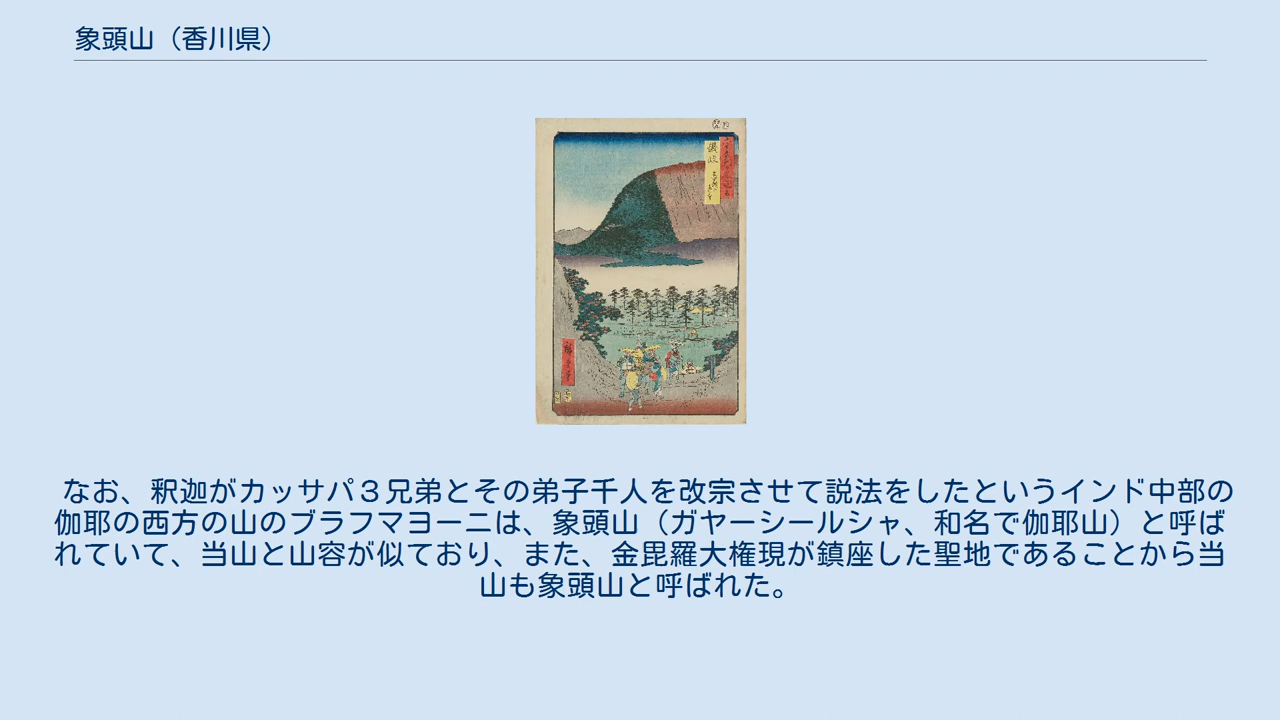 象頭山（香川県）
讃岐
なお、釈迦がカッサパ３兄弟とその弟子千人を改宗させて説法をしたというインド中部の
伽耶の西方の山のブラフマヨーニは、象頭山（ガヤーシールシャ、和名で伽耶山）と呼ば
れていて、当山と山容が似ており、また、金毘羅大権現が鎮座した聖地であることから当
山も象頭山と呼ばれた。